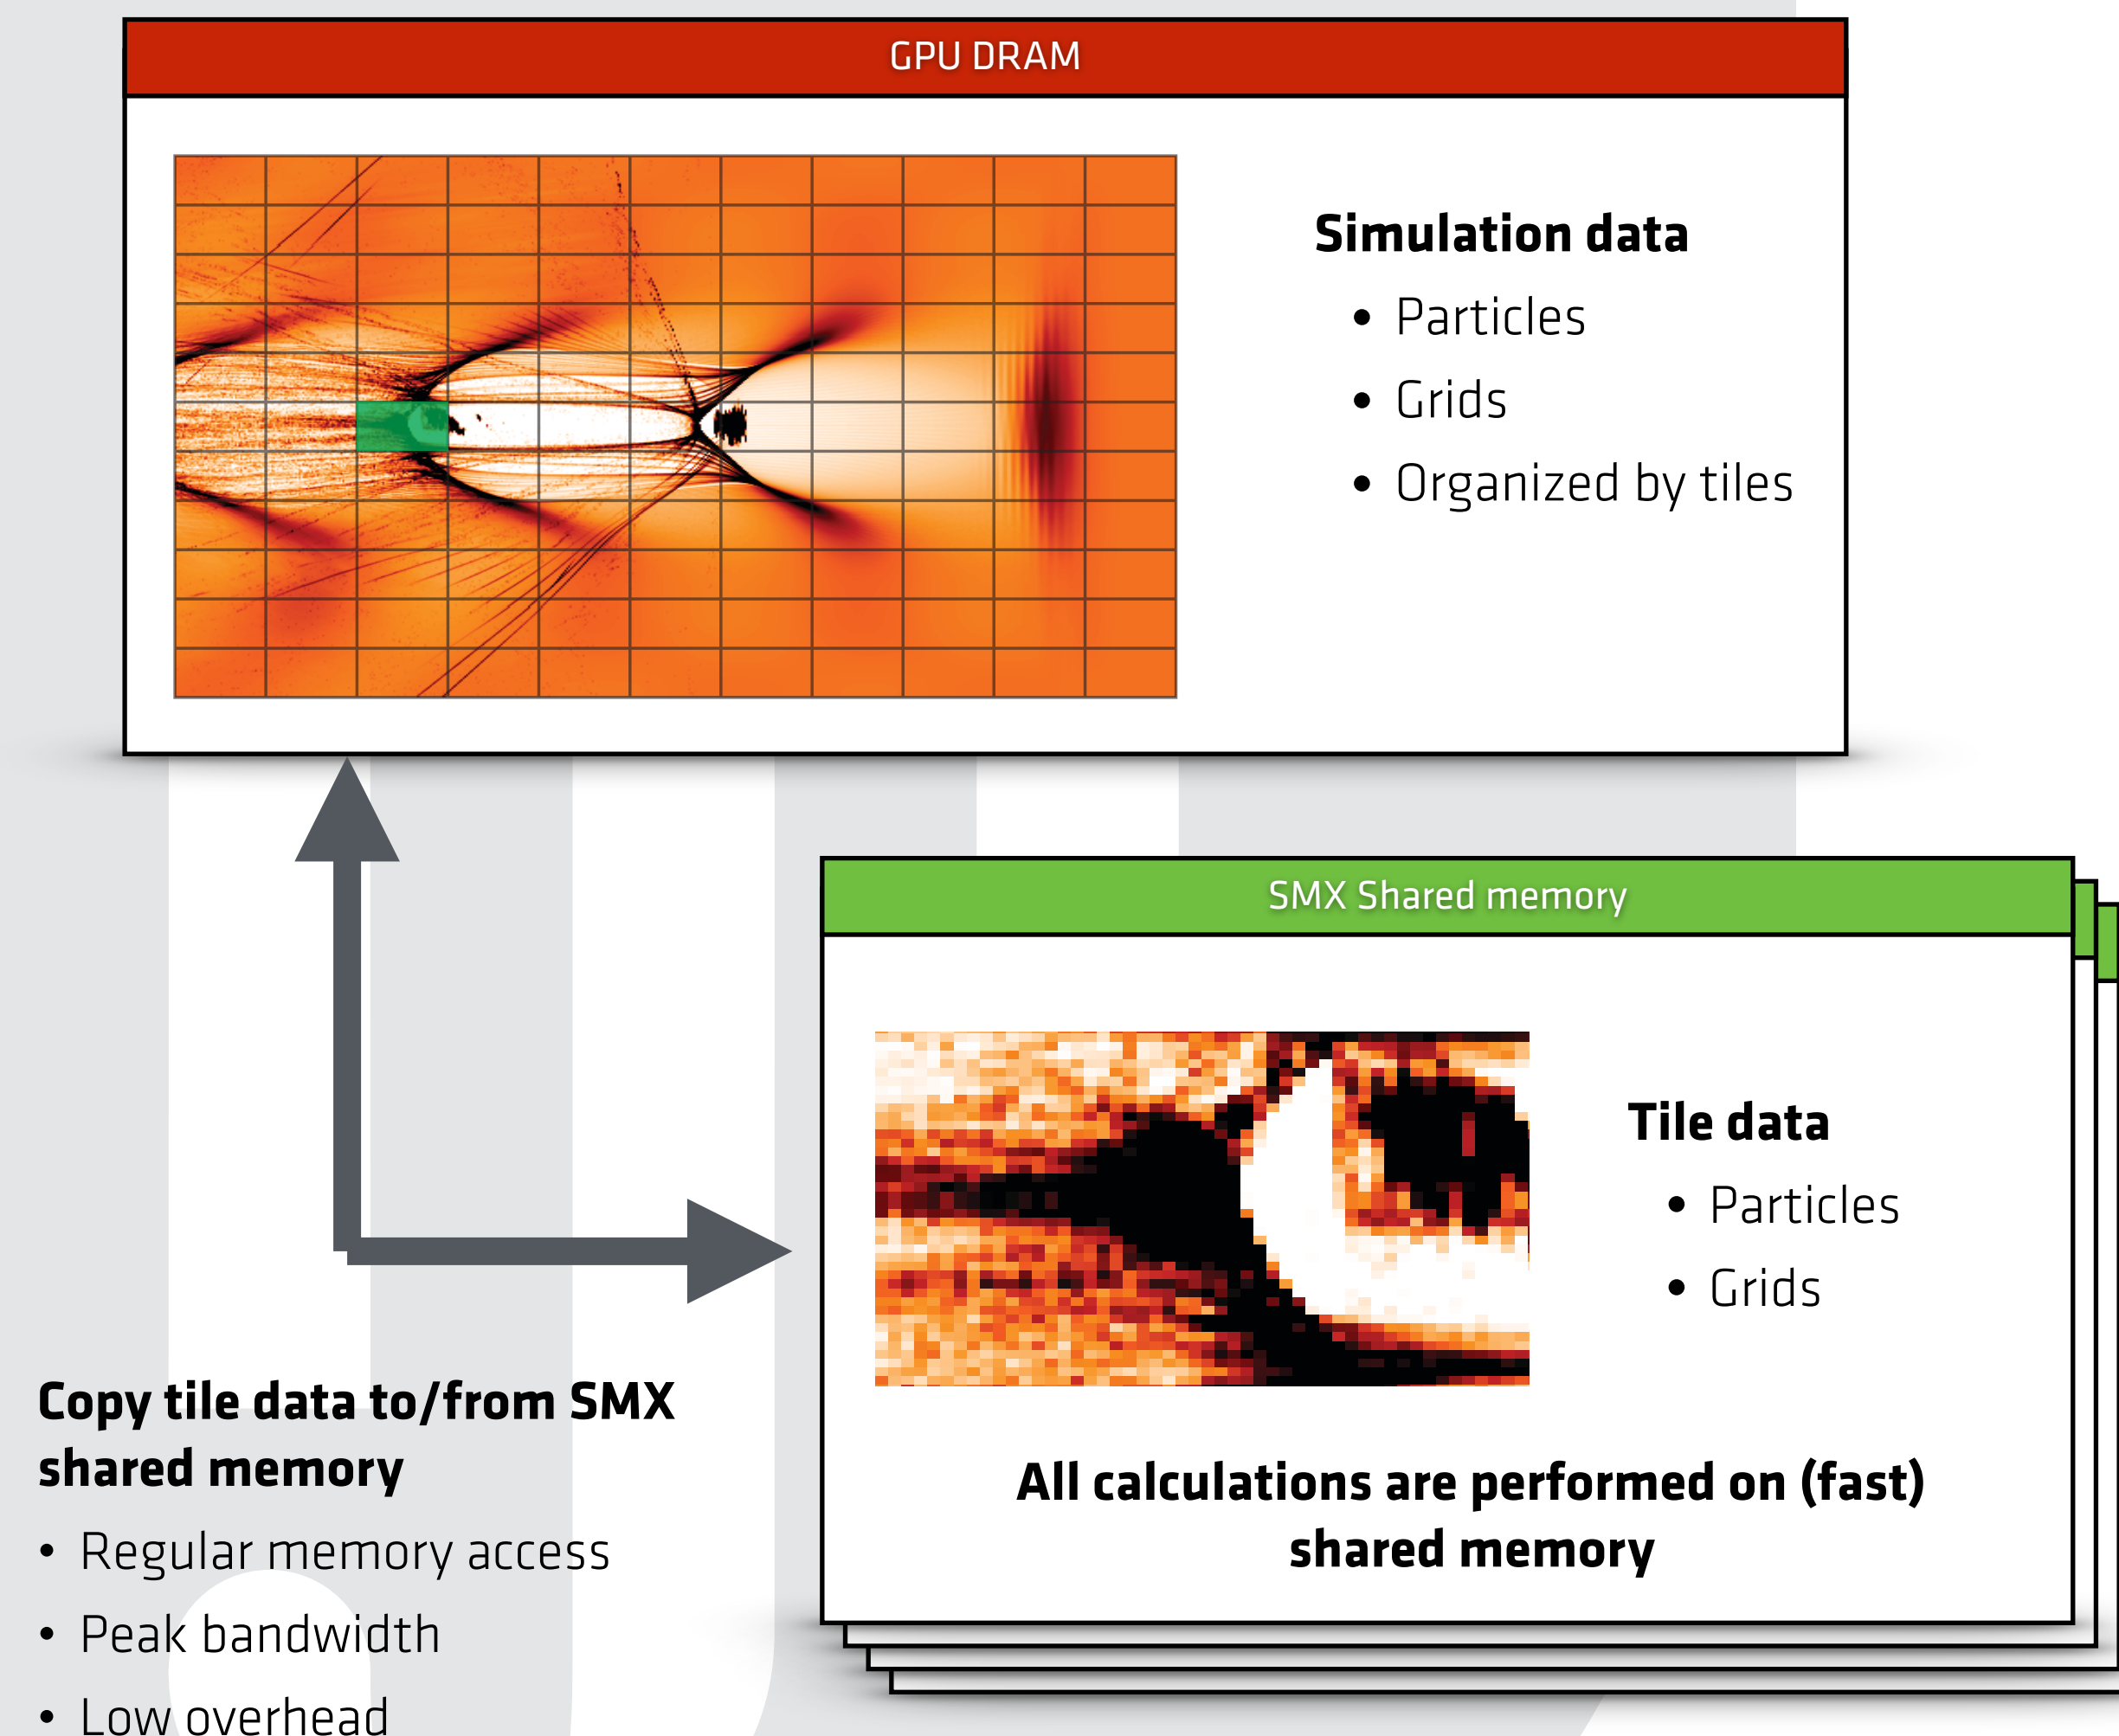 GPU DRAM
Simulation data
• Particles
• Grids
• Organized by tiles
SMX Shared memory
Tile data
• Particles
• Grids
All calculations are performed on (fast)
shared memory
Copy tile data to/from SMX
shared memory
• Regular memory access
• Peak bandwidth
• Low overhead